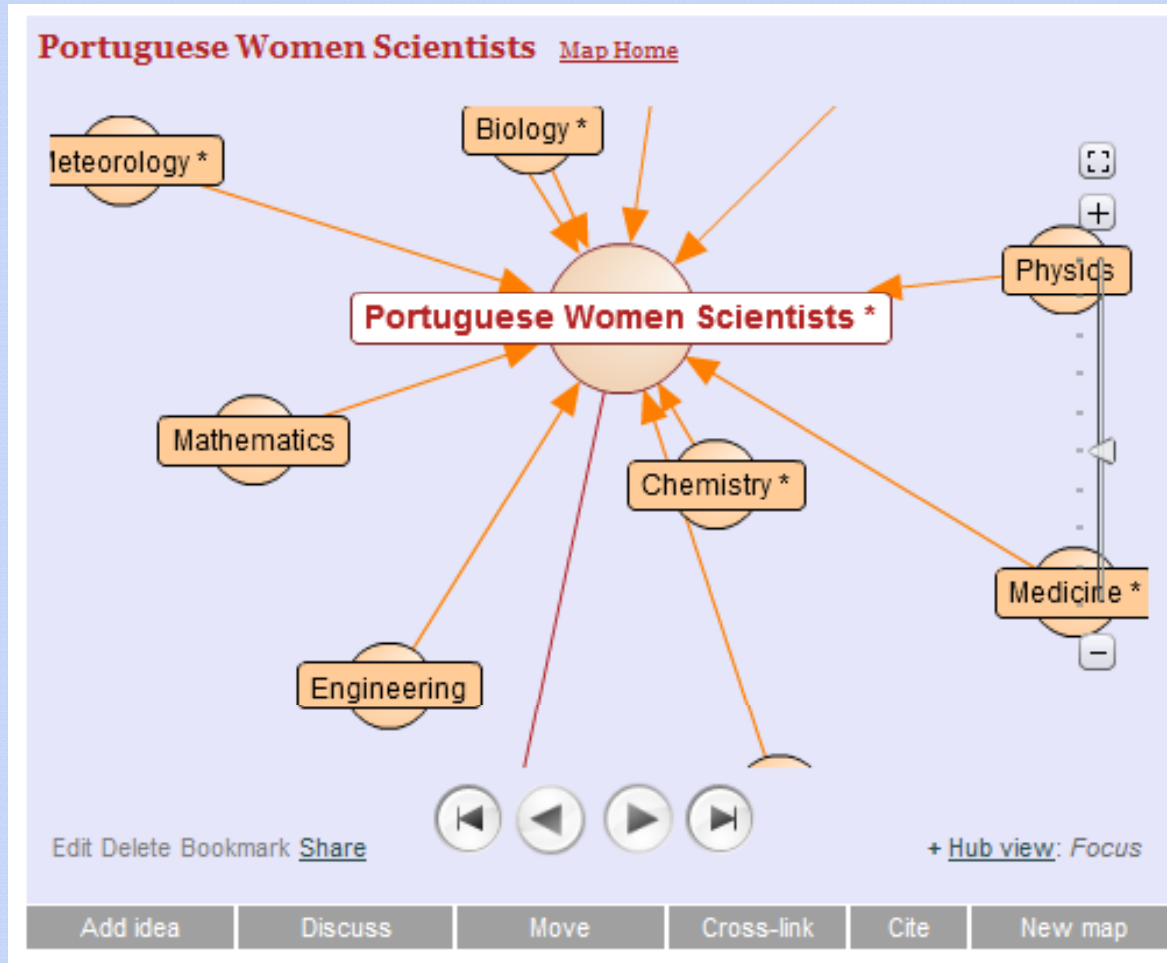 Portuguese Women Scientists Map Home
Biology *
leteorology *
Physics
Portuguese Women Scientists *
Mathematics
Chemistry *
Medicine *
Engineering
Edit Delete Bookmark Share
+ Hub view: Focus
Add idea Discuss Move Cross-link Cite New map